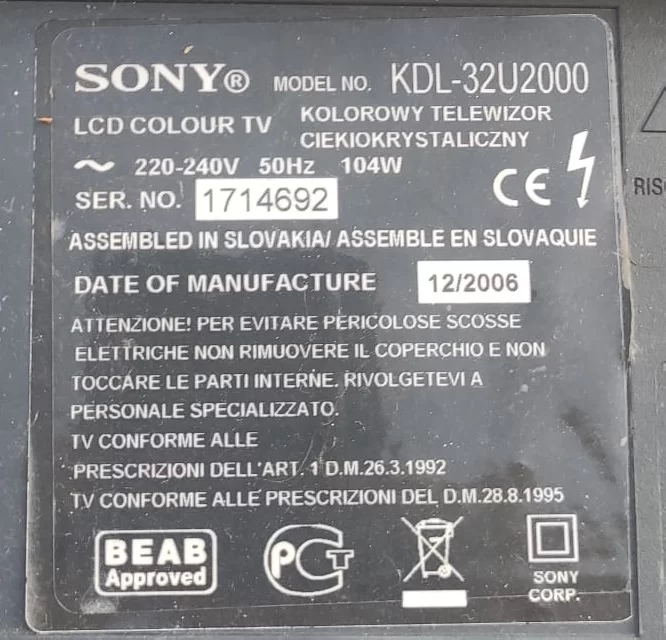 SONY® MODEL NO. KDL-32U2000
LCD COLOUR TV KOLOROWY TELEWIZOR
CIEKIOKRYSTALICZNY
~ 220-240V 50Hz 104W
SER. NO. 1714692
CE
ASSEMBLED IN SLOVAKIA/ ASSEMBLE EN SLOVAQUIE
DATE OF MANUFACTURE 12/2006
ATTENZIONE! PER EVITARE PERICOLOSE SCOSSE
ELETTRICHE NON RIMUOVERE IL COPERCHIO E NON
TOCCARE LE PARTI INTERNE. RIVOLGETEVI A
PERSONALE SPECIALIZZATO.
TV CONFORME ALLE
PRESCRIZIONI DELL'ART. 1 D.M.26.3.1992
TV CONFORME ALLE PRESCRIZIONI DEL D.M.28.8.1995
BEAB
Approved
PCT
SONY
CORP.
RIS